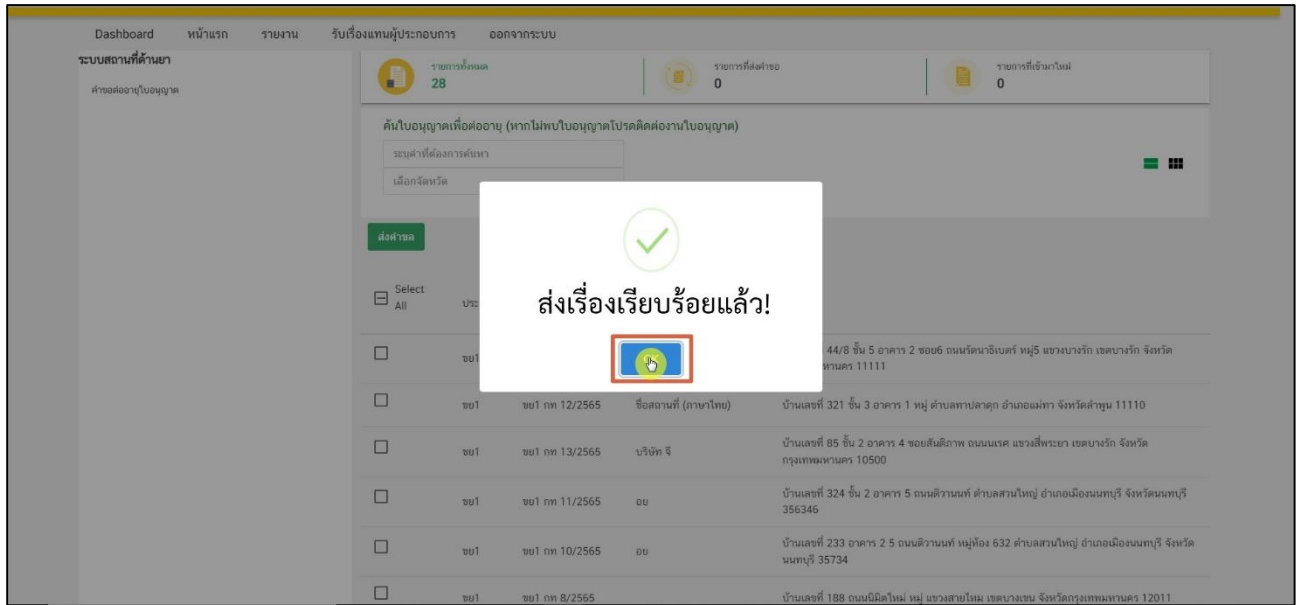 Dashboard หน้าแรก รายงาน รับเรื่องแทนผู้ประกอบการ ออกจากระบบ
ระบบสถานที่ด้านยา
คำขอต่ออายุใบอนุญาต
รายการทั้งหมด
28
รายการที่ส่งคำขอ
0
รายการที่เข้ามาใหม่
0
ค้นใบอนุญาตเพื่อต่ออายุ (หากไม่พบใบอนุญาตโปรดติดต่องานใบอนุญาต)
ระบุคำที่ต้องการค้นหา
เลือกจังหวัด
ส่งคำขอ
ส่งเรื่องเรียบร้อยแล้ว!
Select All
ขย1 44/8 ชั้น 5 อาคาร 2 ซอย6 ถนนรัตนาธิเบศร์ หมู่5 แขวงบางรัก เขตบางรัก จังหวัด
11111
ขย1 ขย1 กท 12/2565 ชื่อสถานที่ (ภาษาไทย) บ้านเลขที่ 321 ชั้น 3 อาคาร 1 หมู่ ตำบลทาปลาดุก อำเภอแม่ทา จังหวัดลำพูน 11110
ขย1 ขย1 กท 13/2565 บริษัท จี บ้านเลขที่ 85 ชั้น 2 อาคาร 4 ซอยสันติภาพ ถนนนเรศ แขวงสี่พระยา เขตบางรัก จังหวัด
กรุงเทพมหานคร 10500
ขย1 ขย1 กท 11/2565 อย บ้านเลขที่ 324 ชั้น 2 อาคาร 5 ถนนติวานนท์ ตำบลสวนใหญ่ อำเภอเมืองนนทบุรี จังหวัดนนทบุรี
356346
ขย1 ขย1 กท 10/2565 อย บ้านเลขที่ 233 อาคาร 2 5 ถนนติวานนท์ หมู่ห้อง 632 ตำบลสวนใหญ่ อำเภอเมืองนนทบุรี จังหวัด
นนทบุรี 35734
ขย1 ขย1 กท 8/2565 บ้านเลขที่ 188 ถนนนิมิตใหม่ หมู่ แขวงสายไหม เขตบางเขน จังหวัดกรุงเทพมหานคร 12011